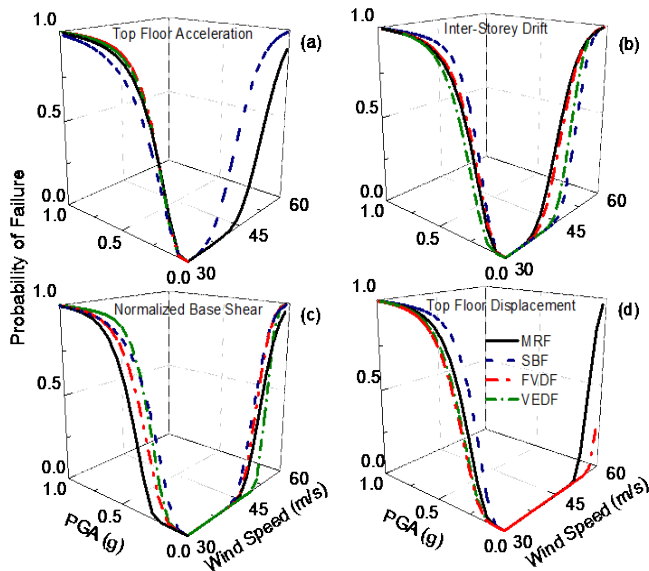 Probability of Failure
1.0
0.5
0.0
1.0
0.5
0.0
30
45
60
Top Floor Acceleration
(a)
1.0
0.5
0.0
1.0
0.5
0.0
30
45
60
Inter-Storey Drift
(b)
1.0
0.5
0.0
1.0
0.5
0.0
30
45
60
Normalized Base Shear
(c)
PGA (g)
Wind Speed (m/s)
1.0
0.5
0.0
1.0
0.5
0.0
30
45
60
Top Floor Displacement
(d)
MRF
SBF
FVDF
VEDF
PGA (g)
Wind Speed (m/s)